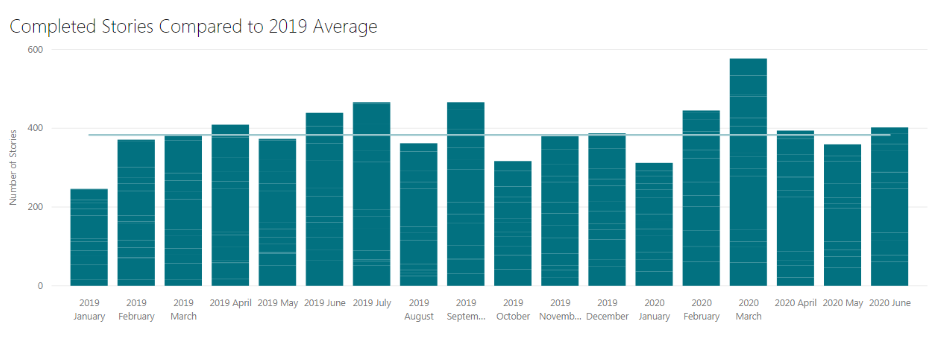 Completed Stories Compared to 2019 Average
600
400
200
0
Number of Stories
2019 January
2019 February
2019 March
2019 April
2019 May
2019 June
2019 July
2019 August
2019 Septem...
2019 October
2019 Novemb...
2019 December
2020 January
2020 February
2020 March
2020 April
2020 May
2020 June